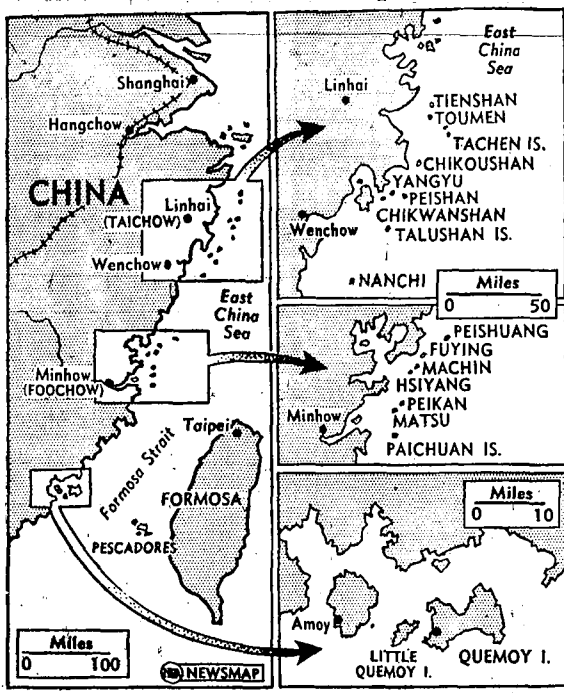 Shanghai
Hangchow
CHINA
Linhai
(TAICHOW)
Wenchow
East
China
Sea
Minhow
(FOOCHOW)
Taipei
Formosa Strait
FORMOSA
PESCADORES
Miles
0 100
NEWSMAP
East
China
Sea
Linhai
TIENSHAN
TOUMEN
TACHEN IS.
CHIKOUSHAN
YANGYU
PEISHAN
CHIKWANSHAN
Wenchow
TALUSHAN IS.
NANCHI
Miles
0 50
PEISHUANG
FUYING
MACHIN
HSIYANG
PEIKAN
Minhow
MATSU
PAICHUAN IS.
Miles
0 10
Amoy
LITTLE
QUEMOY I.
QUEMOY I.